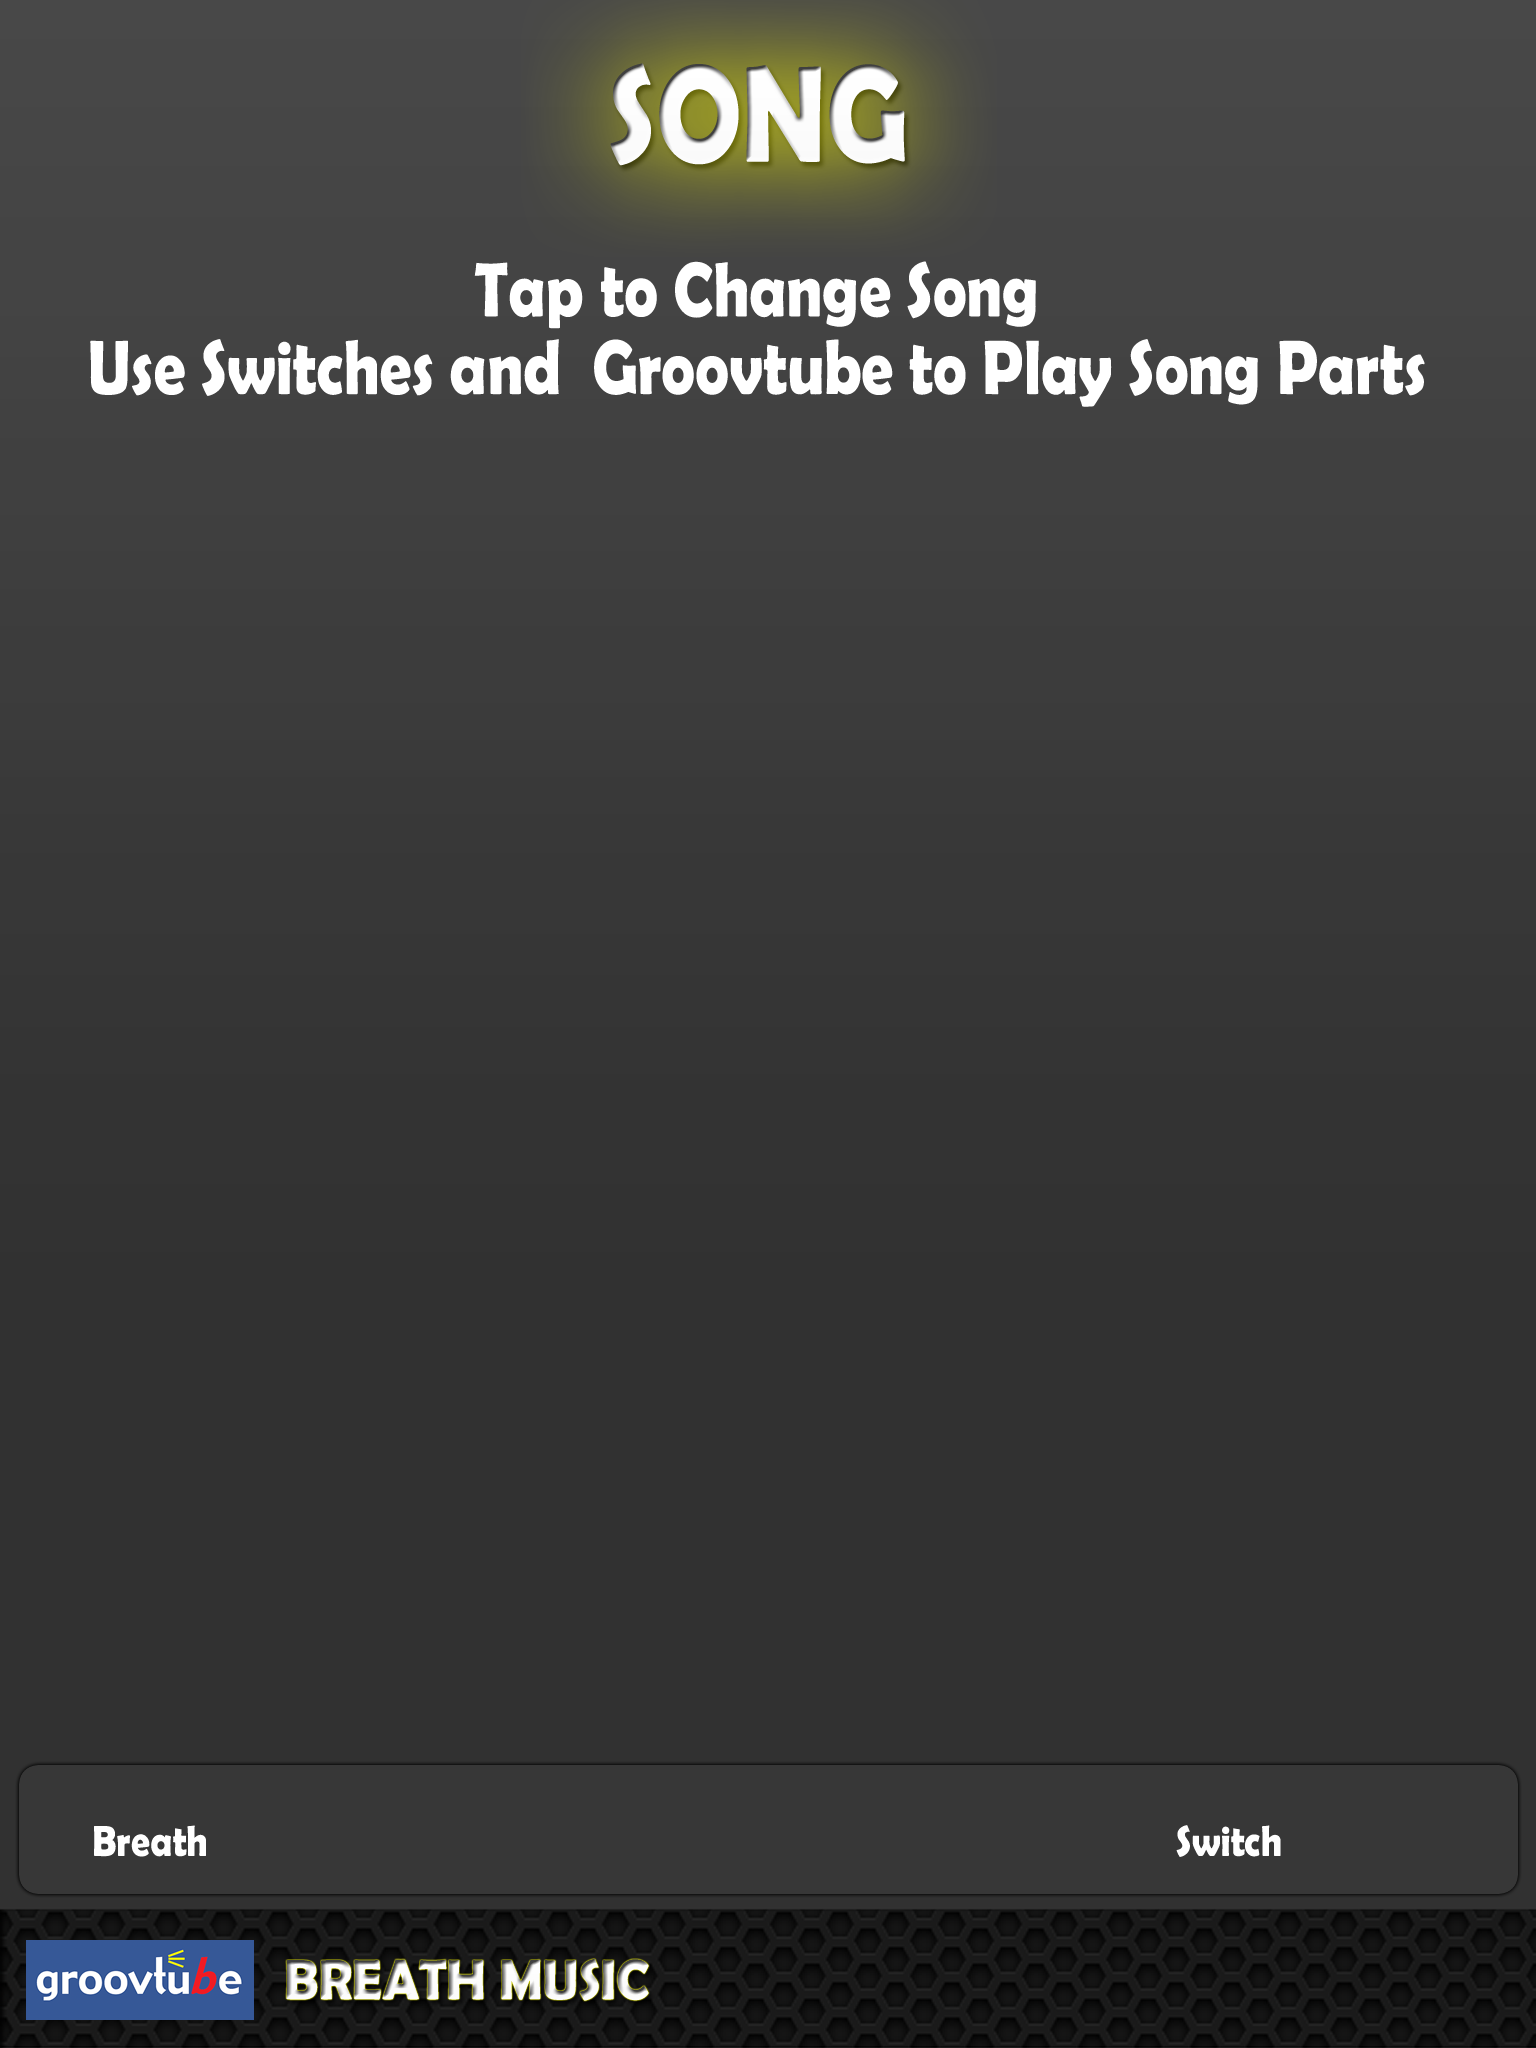 SONG
Tap to Change Song
Use Switches and  Groovtube to Play Song Parts
Breath
Switch
groovtube
BREATH MUSIC